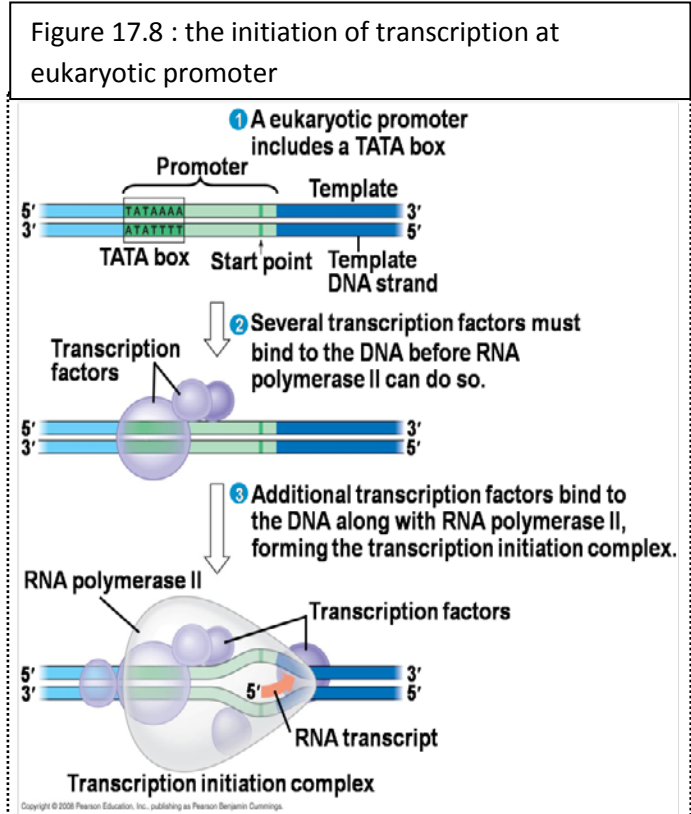 Figure 17.8 : the initiation of transcription at
eukaryotic promoter
1 A eukaryotic promoter
includes a TATA box
Promoter
Template
5′ TATAAAA 3′
3′ ATATTTT 5′
TATA box
Start point
Template
DNA strand
2 Several transcription factors must
bind to the DNA before RNA
polymerase II can do so.
Transcription
factors
5′ 3′
3′ 5′
3 Additional transcription factors bind to
the DNA along with RNA polymerase II,
forming the transcription initiation complex.
RNA polymerase II
Transcription factors
5′ 3′
3′ 5′ 5′
RNA transcript
Transcription initiation complex
Copyright © 2008 Pearson Education, Inc., publishing as Pearson Benjamin Cummings.